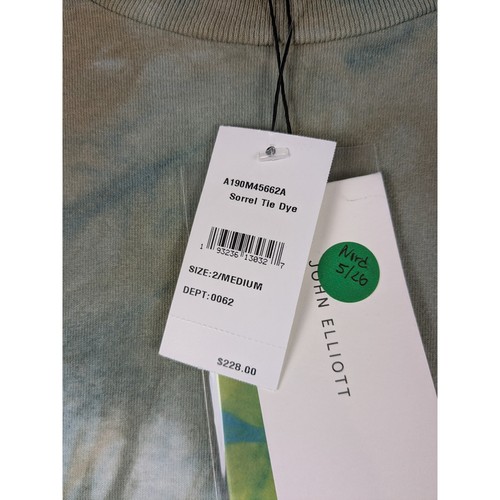 A190M45662A
Sorrel Tie Dye
1 93236 13032 7
SIZE:2/MEDIUM
DEPT:0062
$228.00
Nrd
5/26
JOHN ELLIOTT